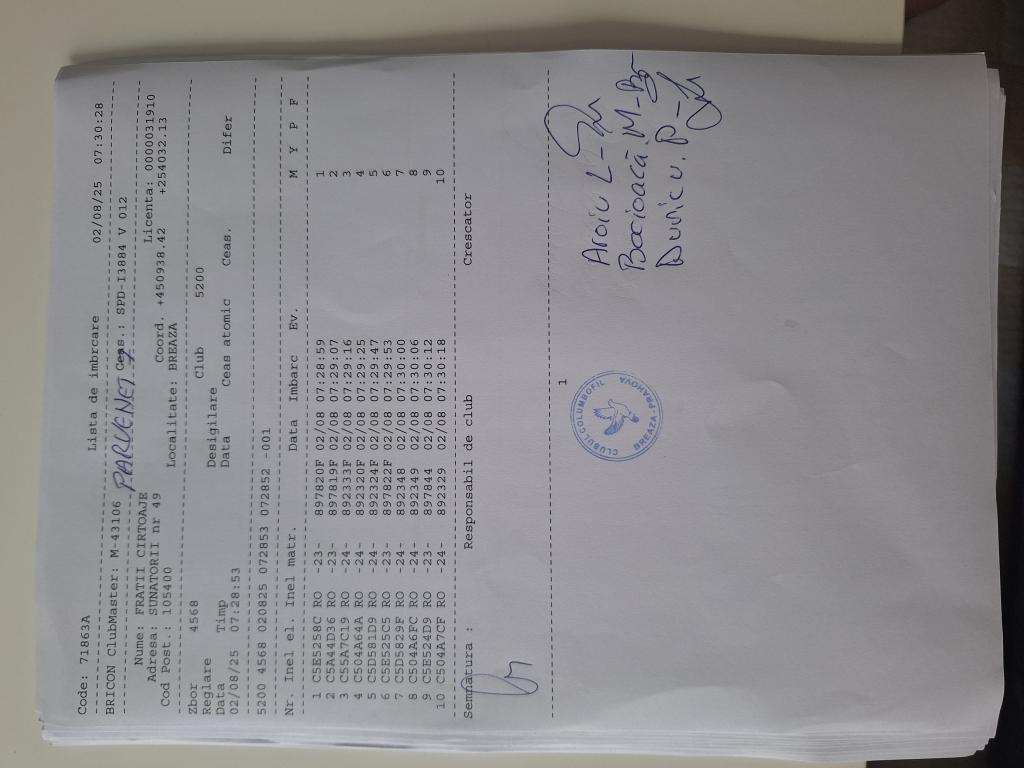 Code: 71863A
Lista de imbrcare 02/08/25 07:30:28
BRICON ClubMaster: M-43106 Ceas.: SPD-I3884 V 012
Nume: FRATII CIRTOAJE Licenta: 0000031910
Adresa: SUNATORII nr 49 Coord. +450938.42 +254032.13
Cod Post.: 105400 Localitate: BREAZA
Zbor 4568 Club 5200
Reglare Desigilare
Data Timp Data Ceas atomic Ceas. Difer
02/08/25 07:28:53
5200 4568 020825 072853 072852 -001
Nr. Inel el. Inel matr. Data Imbarc Ev. M Y P F
1 C5E5258C RO -23- 897820F 02/08 07:28:59 1
2 C5A44D36 RO -23- 897819F 02/08 07:29:07 2
3 C55A7C19 RO -24- 892333F 02/08 07:29:16 3
4 C504A64A RO -24- 892320F 02/08 07:29:25 4
5 C5D581D9 RO -24- 892324F 02/08 07:29:47 5
6 C5E525C5 RO -23- 897822F 02/08 07:29:53 6
7 C5D5829F RO -24- 892348 02/08 07:30:00 7
8 C504A6FC RO -24- 892349 02/08 07:30:06 8
9 C5E524D9 RO -23- 897844 02/08 07:30:12 9
10 C504A7CF RO -24- 892329 02/08 07:30:18 10
Semnatura : Responsabil de club Crescator
1
CLUBUL COLUMBOFIL
BREAZA PRAHOVA